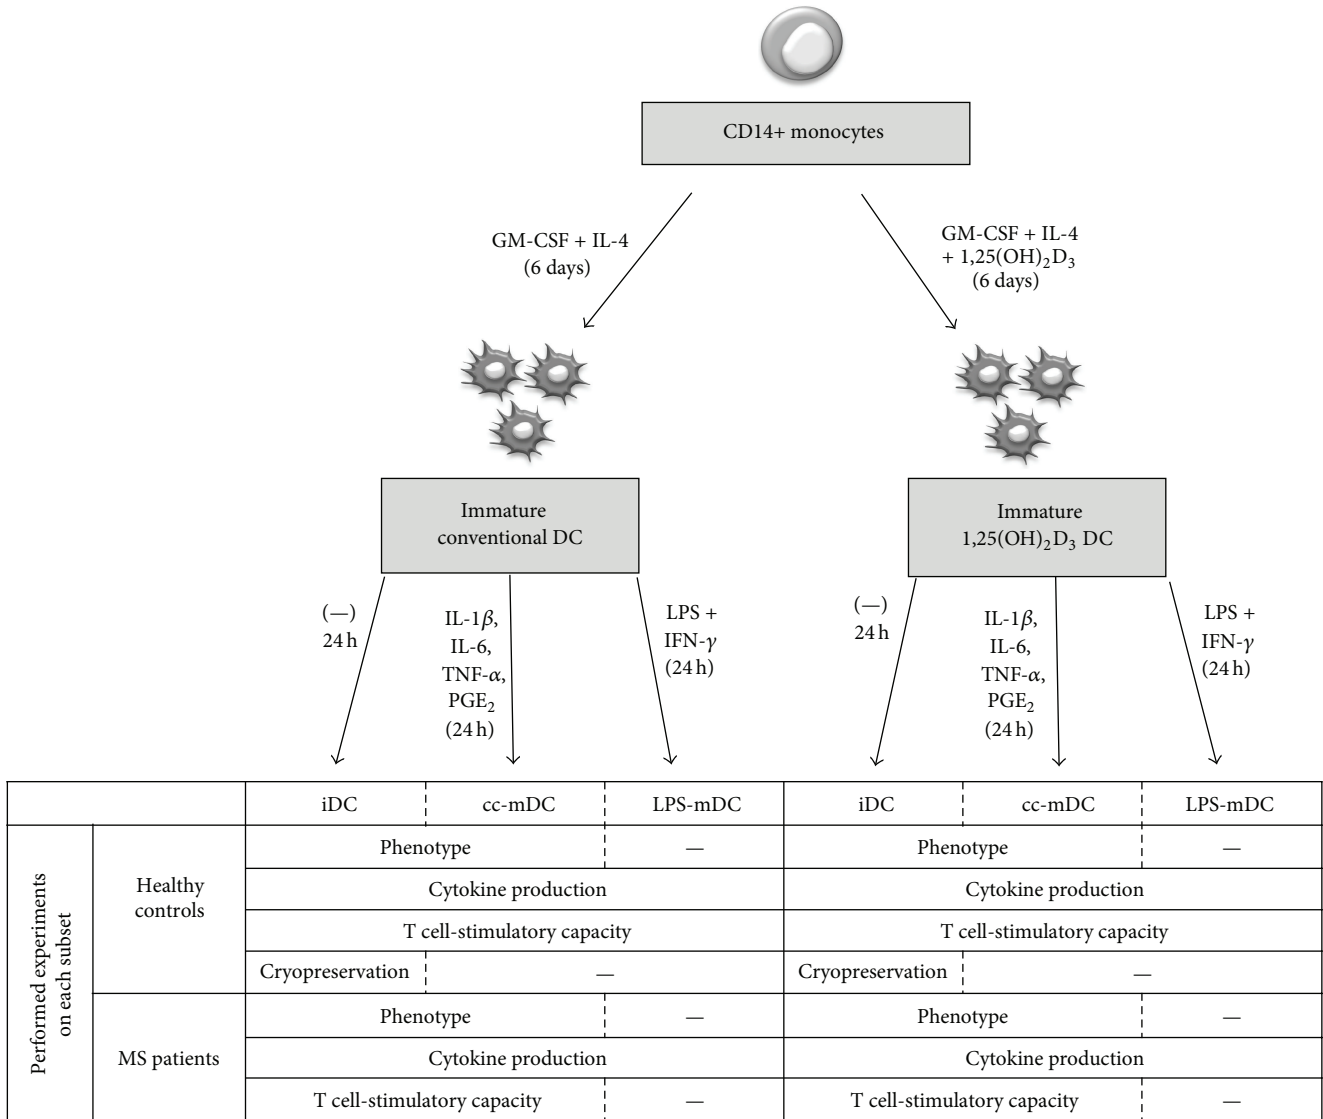 CD14+ monocytes
GM-CSF + IL-4
(6 days)
GM-CSF + IL-4
+ 1,25(OH)₂D₃
(6 days)
Immature
conventional DC
Immature
1,25(OH)₂D₃ DC
(—)
24 h
IL-1β,
IL-6,
TNF-α,
PGE₂
(24 h)
LPS +
IFN-γ
(24 h)
(—)
24 h
IL-1β,
IL-6,
TNF-α,
PGE₂
(24 h)
LPS +
IFN-γ
(24 h)
iDC cc-mDC LPS-mDC iDC cc-mDC LPS-mDC
Performed experiments
on each subset
Healthy
controls
Phenotype — Phenotype —
Cytokine production Cytokine production
T cell-stimulatory capacity T cell-stimulatory capacity
Cryopreservation — Cryopreservation —
MS patients
Phenotype — Phenotype —
Cytokine production Cytokine production
T cell-stimulatory capacity — T cell-stimulatory capacity —